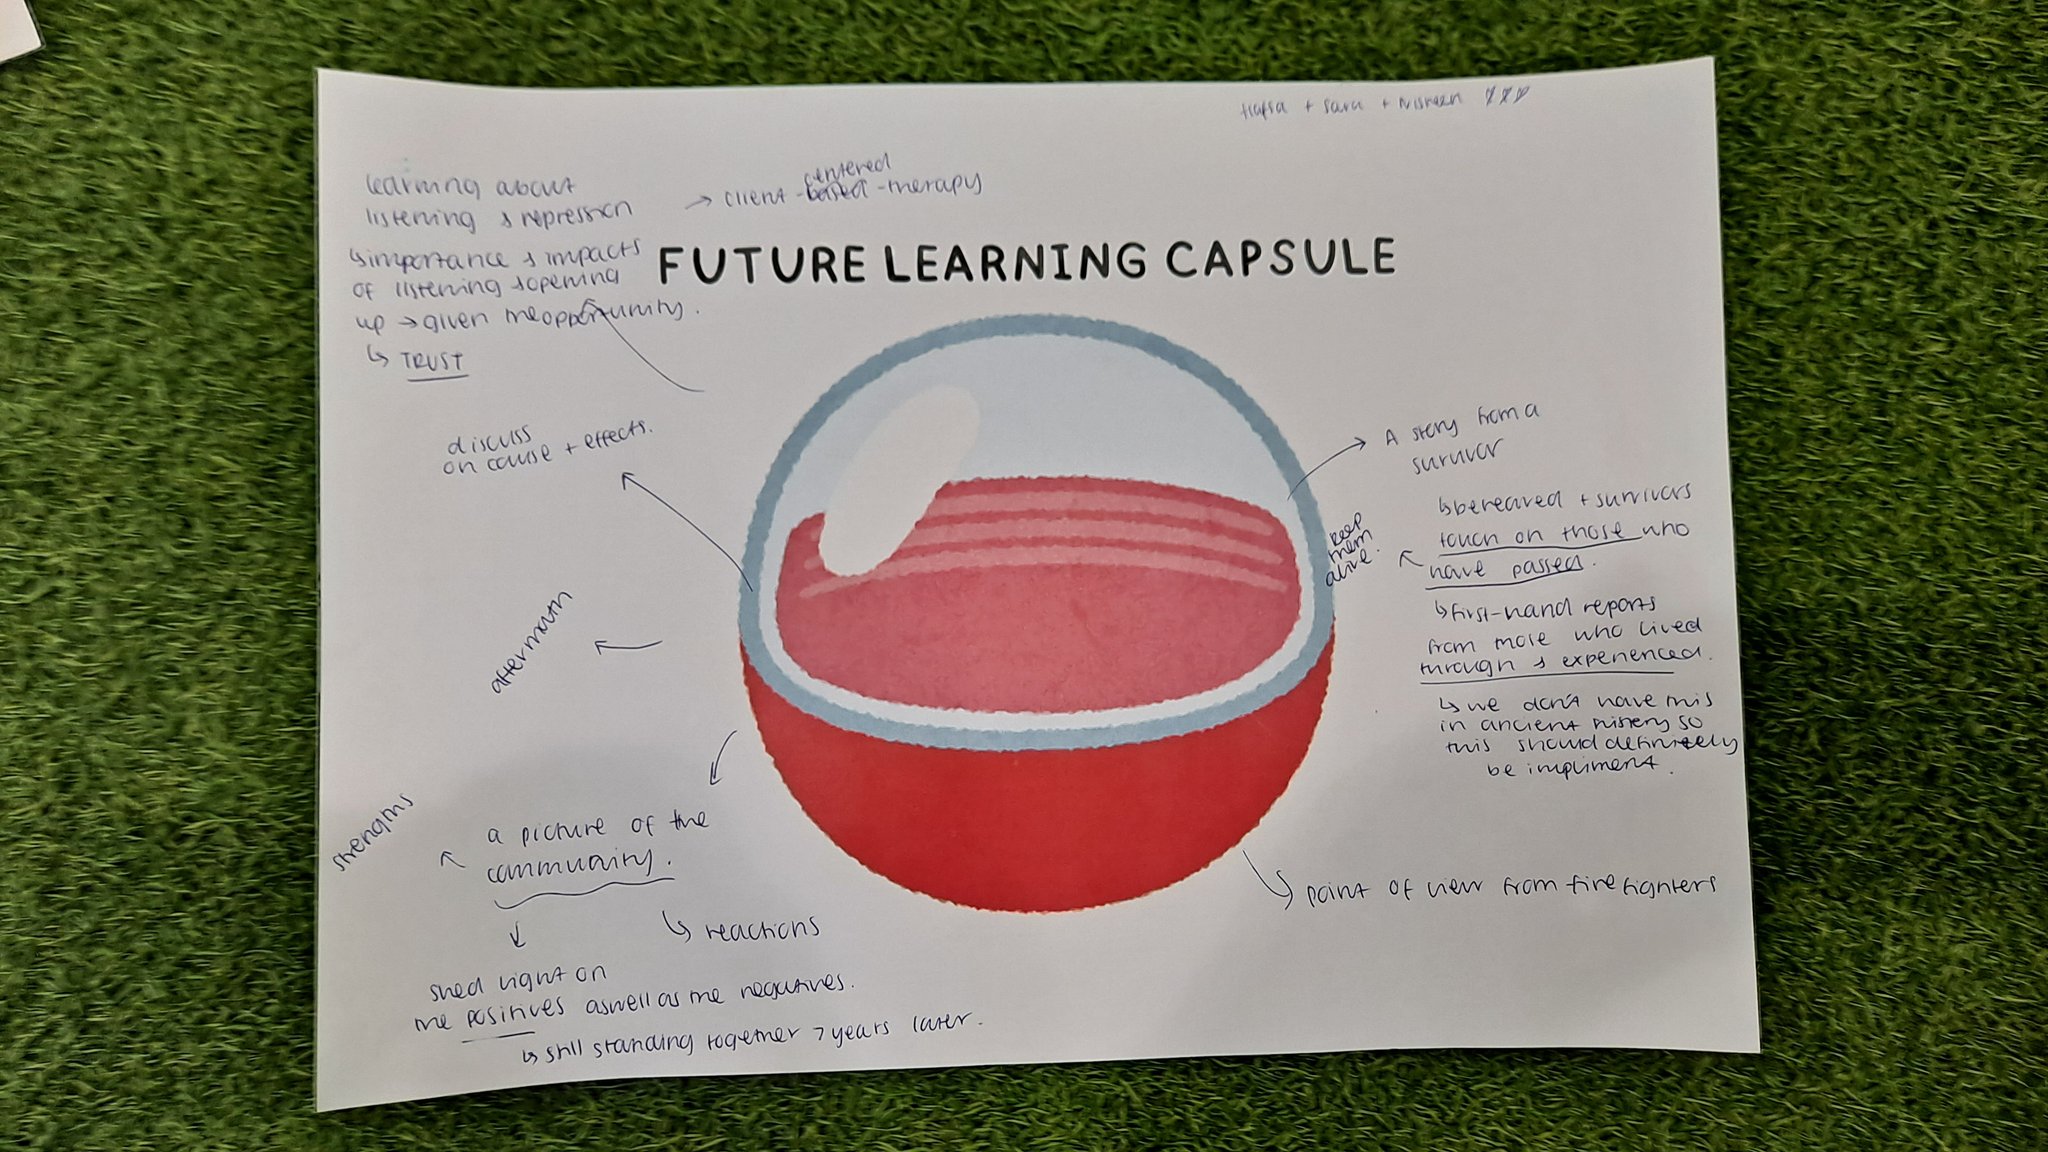 Hafsa + Sara + Nisreen
learning about
listening & repression
→ client-based-therapy
centered
↳ importance & impacts
of listening & opening
up → given the opportunity.
↳ TRUST
FUTURE LEARNING CAPSULE
discuss
on cause + effects.
aftermath
strengths
a picture of the
community.
↳ reactions
shed light on
the positives aswell as the negatives.
↳ still standing together 7 years later.
A story from a
survivor
↳ bereaved + survivors
touch on those who
have passed.
keep
them
alive.
↳ First-hand reports
from those who lived
through & experienced.
↳ we don't have this
in ancient history so
this should definitely
be impliment.
point of view from firefighters